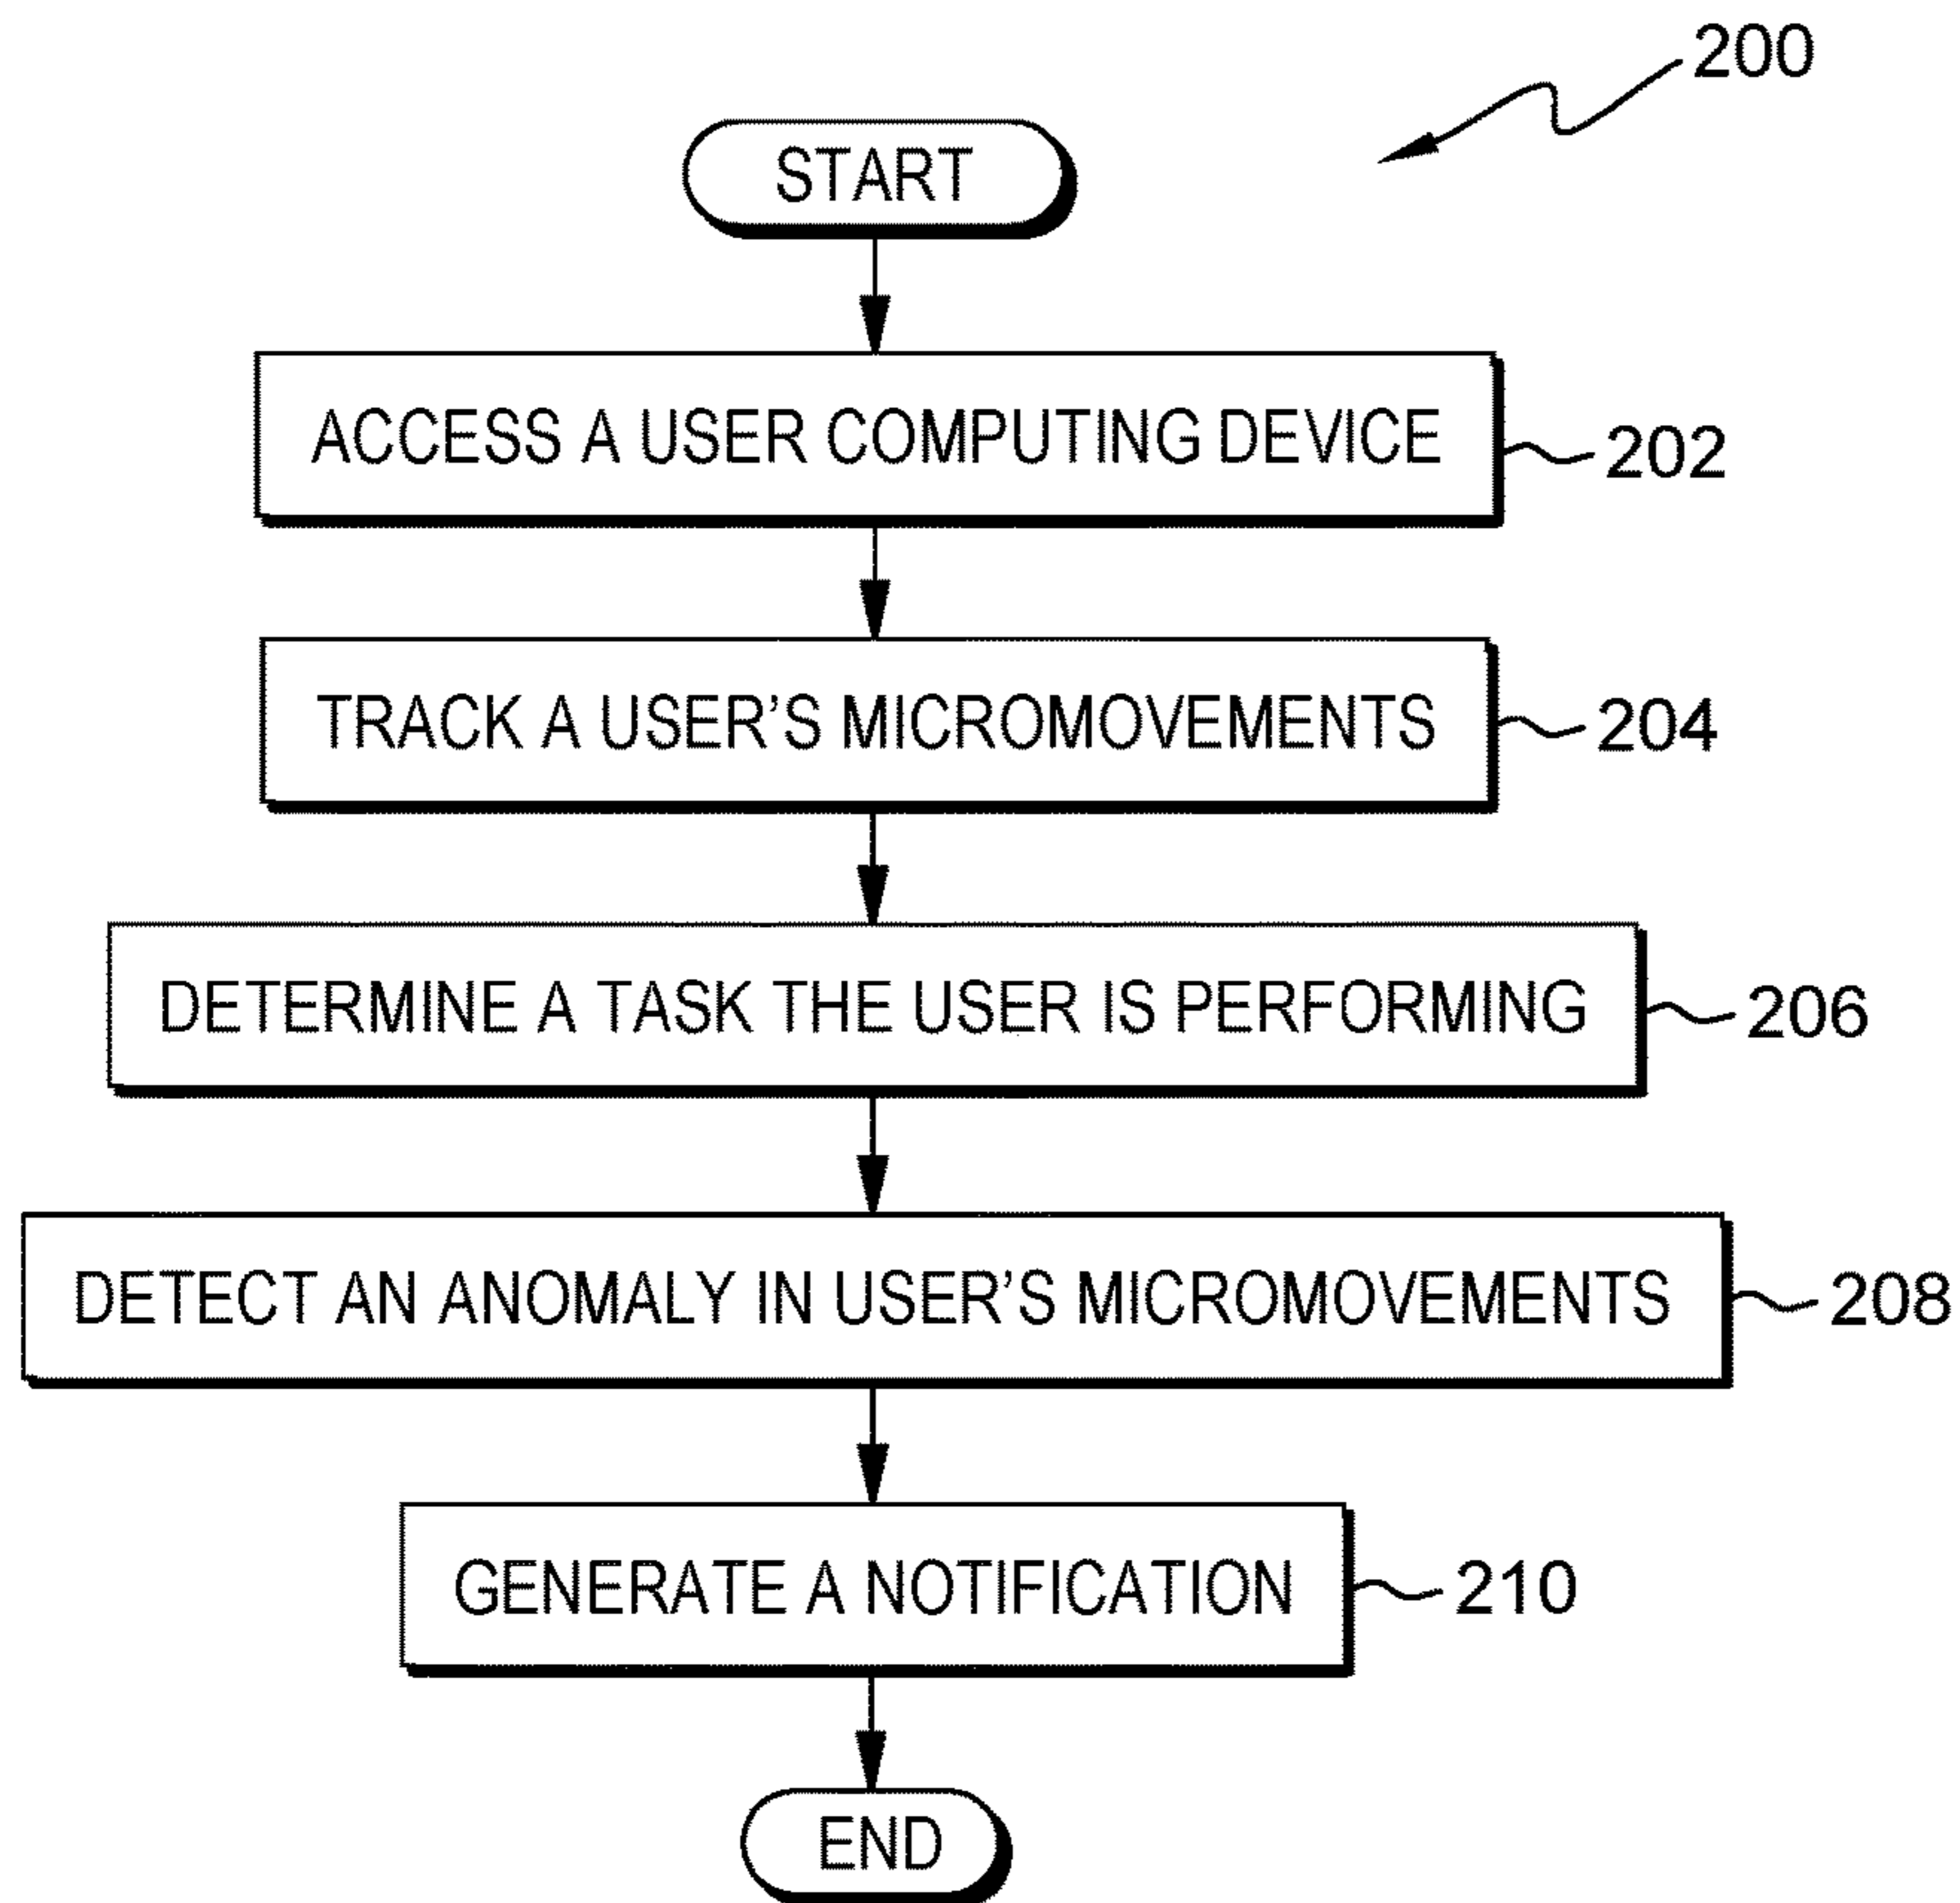 200
START
ACCESS A USER COMPUTING DEVICE
202
TRACK A USER'S MICROMOVEMENTS
204
DETERMINE A TASK THE USER IS PERFORMING
206
DETECT AN ANOMALY IN USER'S MICROMOVEMENTS
208
GENERATE A NOTIFICATION
210
END